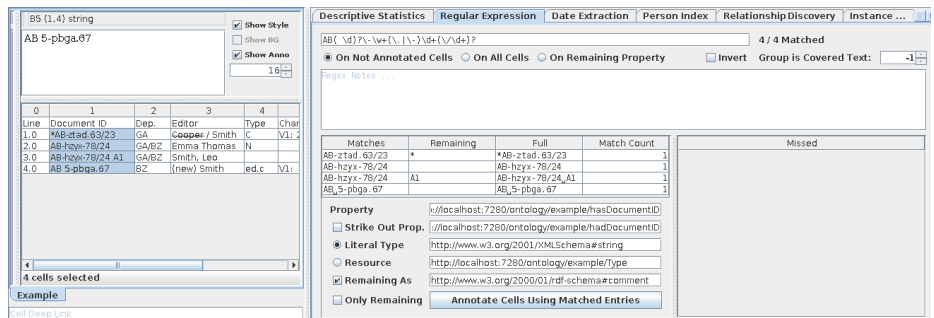 B5 (1,4) string
AB 5-pbga.67
Show Style
Show BG
Show Anno
16
0 1 2 3 4
Line Document ID Dep. Editor Type Char
1.0 *AB-ztad.63/23 GA Cooper / Smith C V1: 2
2.0 AB-hzyx-78/24 GA/BZ Emma Thomas N
3.0 AB-hzyx-78/24 A1 GA/BZ Smith, Leo
4.0 AB 5-pbga.67 BZ (new) Smith ed.c V1:
4 cells selected
Example
Cell Deep Link
Descriptive Statistics Regular Expression Date Extraction Person Index Relationship Discovery Instance ...
AB( \d)?\-\w+(\.|\-)\d+(\/\d+)?
4 / 4 Matched
On Not Annotated Cells On All Cells On Remaining Property Invert Group is Covered Text: -1
Regex Notes ...
Matches Remaining Full Match Count
AB-ztad.63/23 * *AB-ztad.63/23 1
AB-hzyx-78/24 AB-hzyx-78/24 1
AB-hzyx-78/24 A1 AB-hzyx-78/24␣A1 1
AB␣5-pbga.67 AB␣5-pbga.67 1
Missed
Property ://localhost:7280/ontology/example/hasDocumentID
Strike Out Prop. ://localhost:7280/ontology/example/hadDocumentID
Literal Type http://www.w3.org/2001/XMLSchema#string
Resource http://localhost:7280/ontology/example/Type
Remaining As http://www.w3.org/2000/01/rdf-schema#comment
Only Remaining Annotate Cells Using Matched Entries